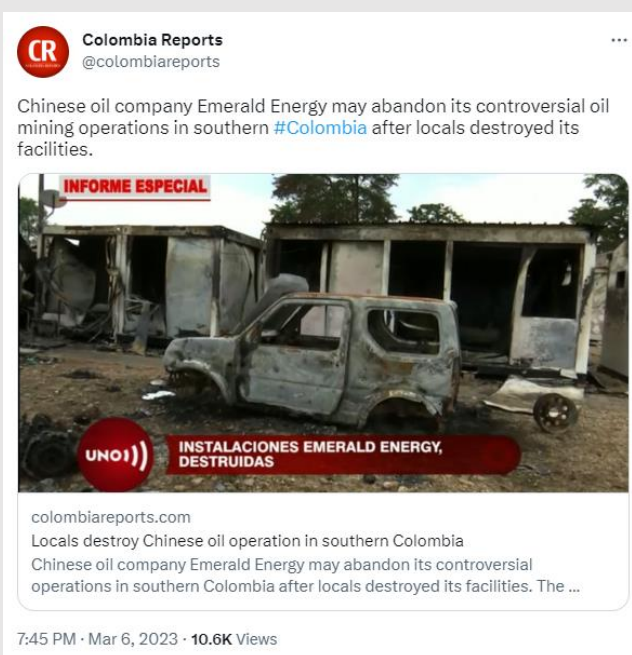 CR
Colombia Reports
@colombiareports
...
Chinese oil company Emerald Energy may abandon its controversial oil
mining operations in southern #Colombia after locals destroyed its
facilities.
INFORME ESPECIAL
UNO
INSTALACIONES EMERALD ENERGY,
DESTRUIDAS
colombiareports.com
Locals destroy Chinese oil operation in southern Colombia
Chinese oil company Emerald Energy may abandon its controversial
operations in southern Colombia after locals destroyed its facilities. The ...
7:45 PM · Mar 6, 2023 · 10.6K Views